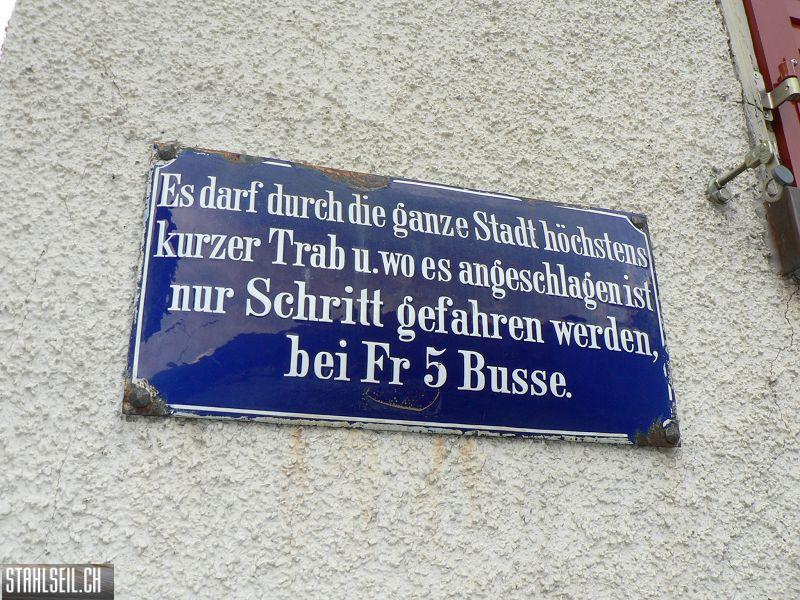 Es darf durch die ganze Stadt höchstens
kurzer Trab u. wo es angeschlagen ist
nur Schritt gefahren werden,
bei Fr 5 Busse.
STAHLSEIL.CH